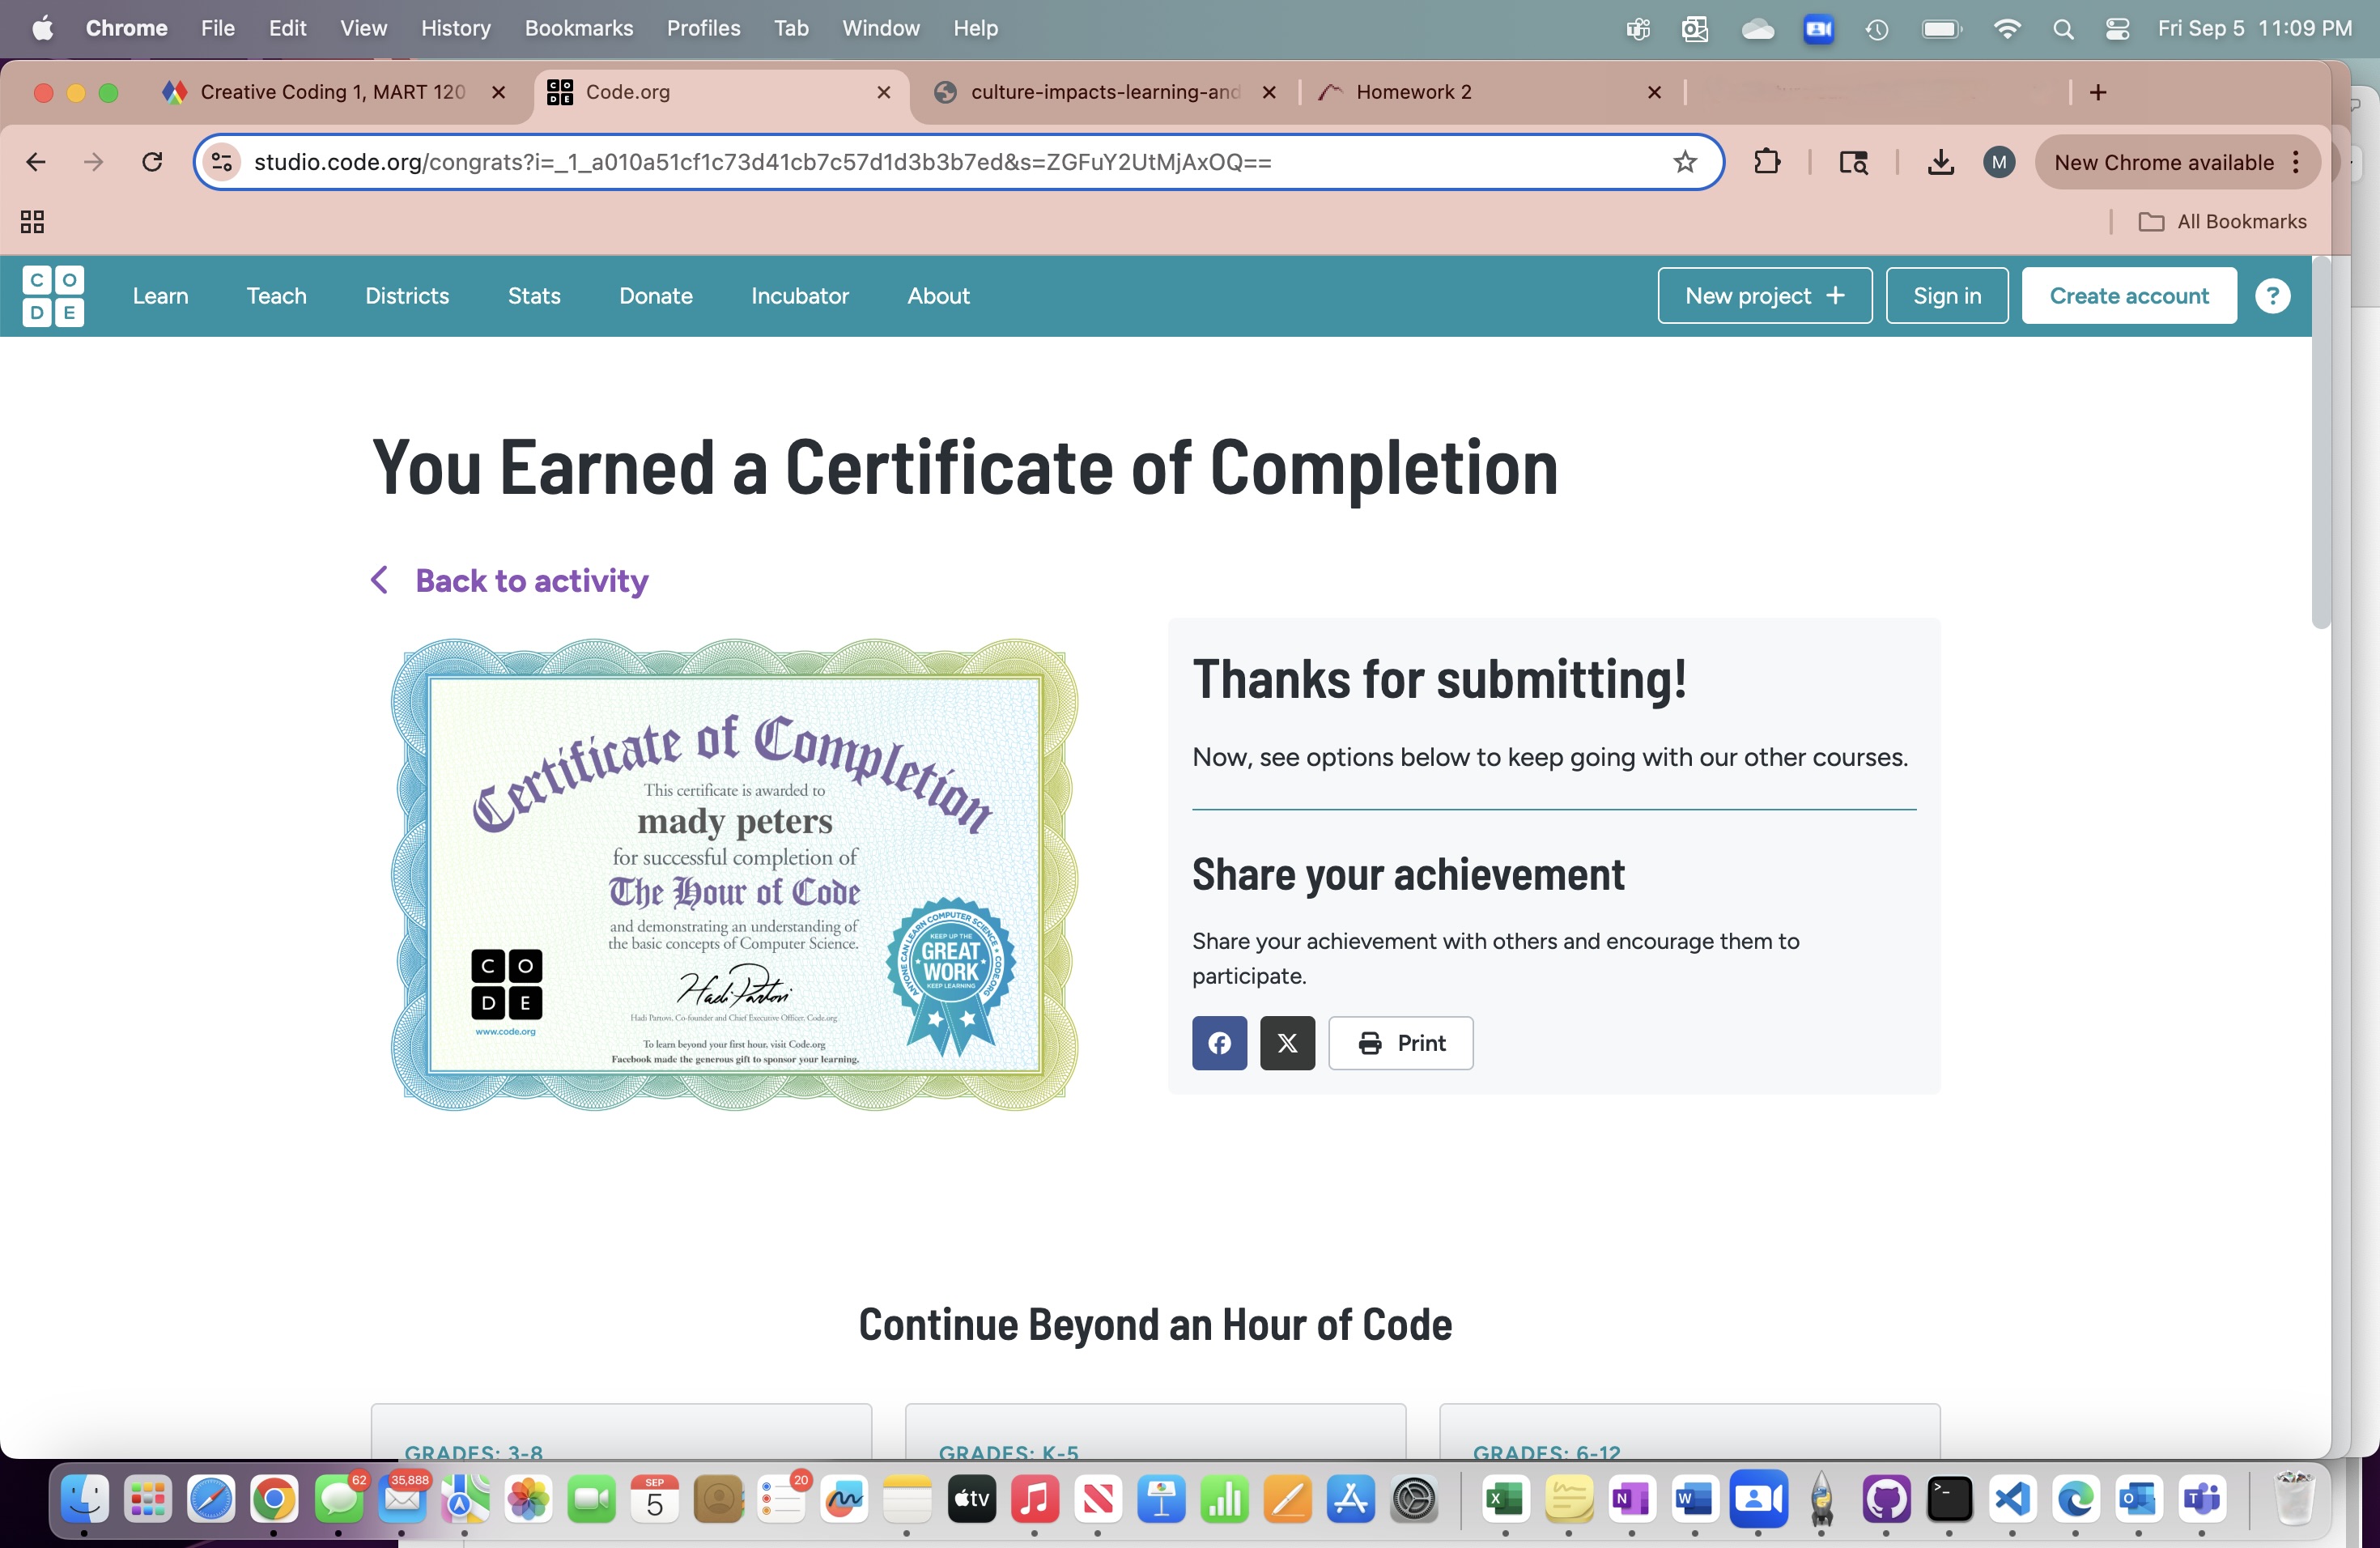 Chrome File Edit View History Bookmarks Profiles Tab Window Help Fri Sep 5 11:09 PM
Creative Coding 1, MART 120 Code.org culture-impacts-learning-and Homework 2
studio.code.org/congrats?i=_1_a010a51cf1c73d41cb7c57d1d3b3b7ed&s=ZGFuY2UtMjAxOQ== M New Chrome available
All Bookmarks
CODE Learn Teach Districts Stats Donate Incubator About New project + Sign in Create account ?
You Earned a Certificate of Completion
Back to activity
Certificate of Completion
This certificate is awarded to
mady peters
for successful completion of
The Hour of Code
and demonstrating an understanding of
the basic concepts of Computer Science.
CODE
www.code.org
Hadi Partovi
Hadi Partovi, Co-founder and Chief Executive Officer, Code.org
To learn beyond your first hour, visit Code.org
Facebook made the generous gift to sponsor your learning.
ANYONE CAN LEARN COMPUTER SCIENCE • CODE.ORG
KEEP UP THE
GREAT
WORK
KEEP LEARNING
Thanks for submitting!
Now, see options below to keep going with our other courses.
Share your achievement
Share your achievement with others and encourage them to
participate.
Print
Continue Beyond an Hour of Code
GRADES: 3-8 GRADES: K-5 GRADES: 6-12
62 35,888 SEP 5 20 tv X N W >_ O T